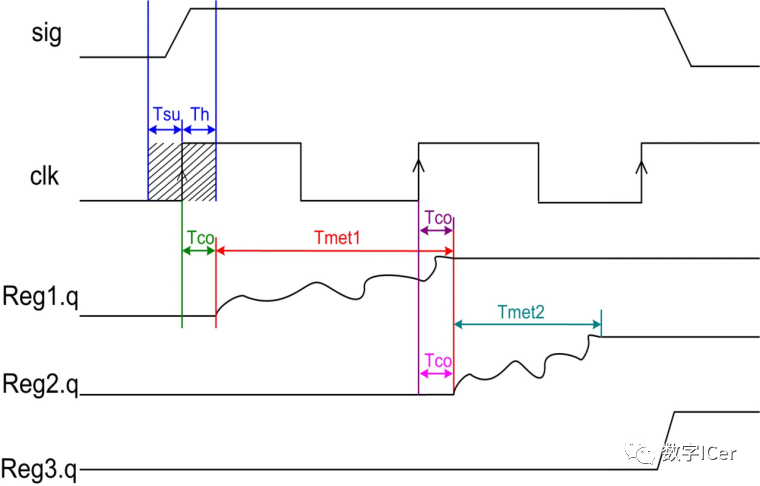 sig
Tsu Th
clk
Tco Tmet1 Tco
Reg1.q
Tmet2
Reg2.q Tco
Reg3.q
数字ICer